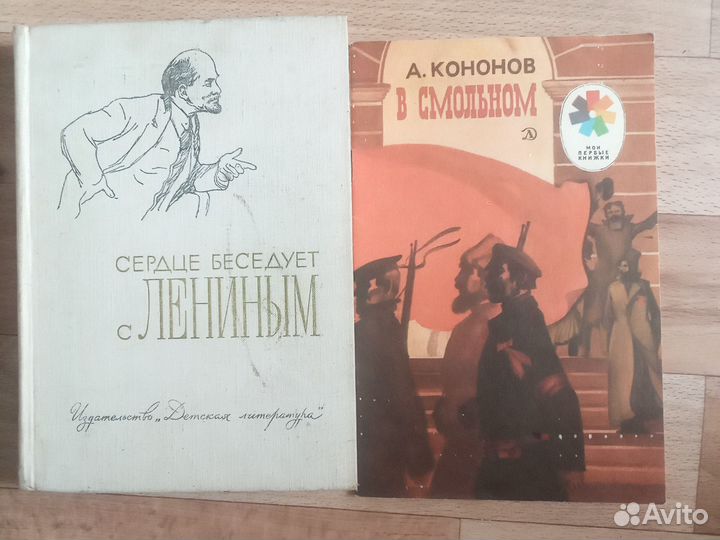 СЕРДЦЕ БЕСЕДУЕТ
с ЛЕНИНЫМ
Издательство „Детская литература"
А. КОНОНОВ
В СМОЛЬНОМ
Д
МОИ
ПЕРВЫЕ
КНИЖКИ
Avito